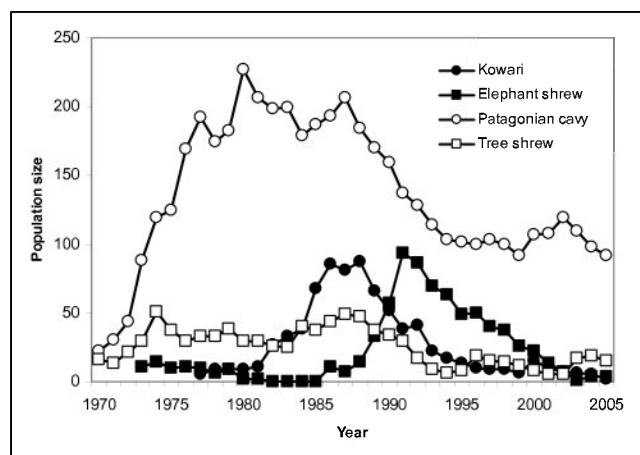 250
200
150
100
50
0
Population size
Kowari
Elephant shrew
Patagonian cavy
Tree shrew
1970 1975 1980 1985 1990 1995 2000 2005
Year